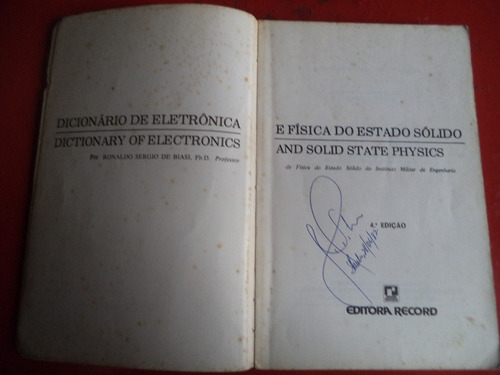 DICIONÁRIO DE ELETRÔNICA
DICTIONARY OF ELECTRONICS
Por RONALDO SERGIO DE BIASI, Ph.D. Professor
E FÍSICA DO ESTADO SÓLIDO
AND SOLID STATE PHYSICS
de Física do Estado Sólido do Instituto Militar de Engenharia
4.ª EDIÇÃO
EDITORA RECORD